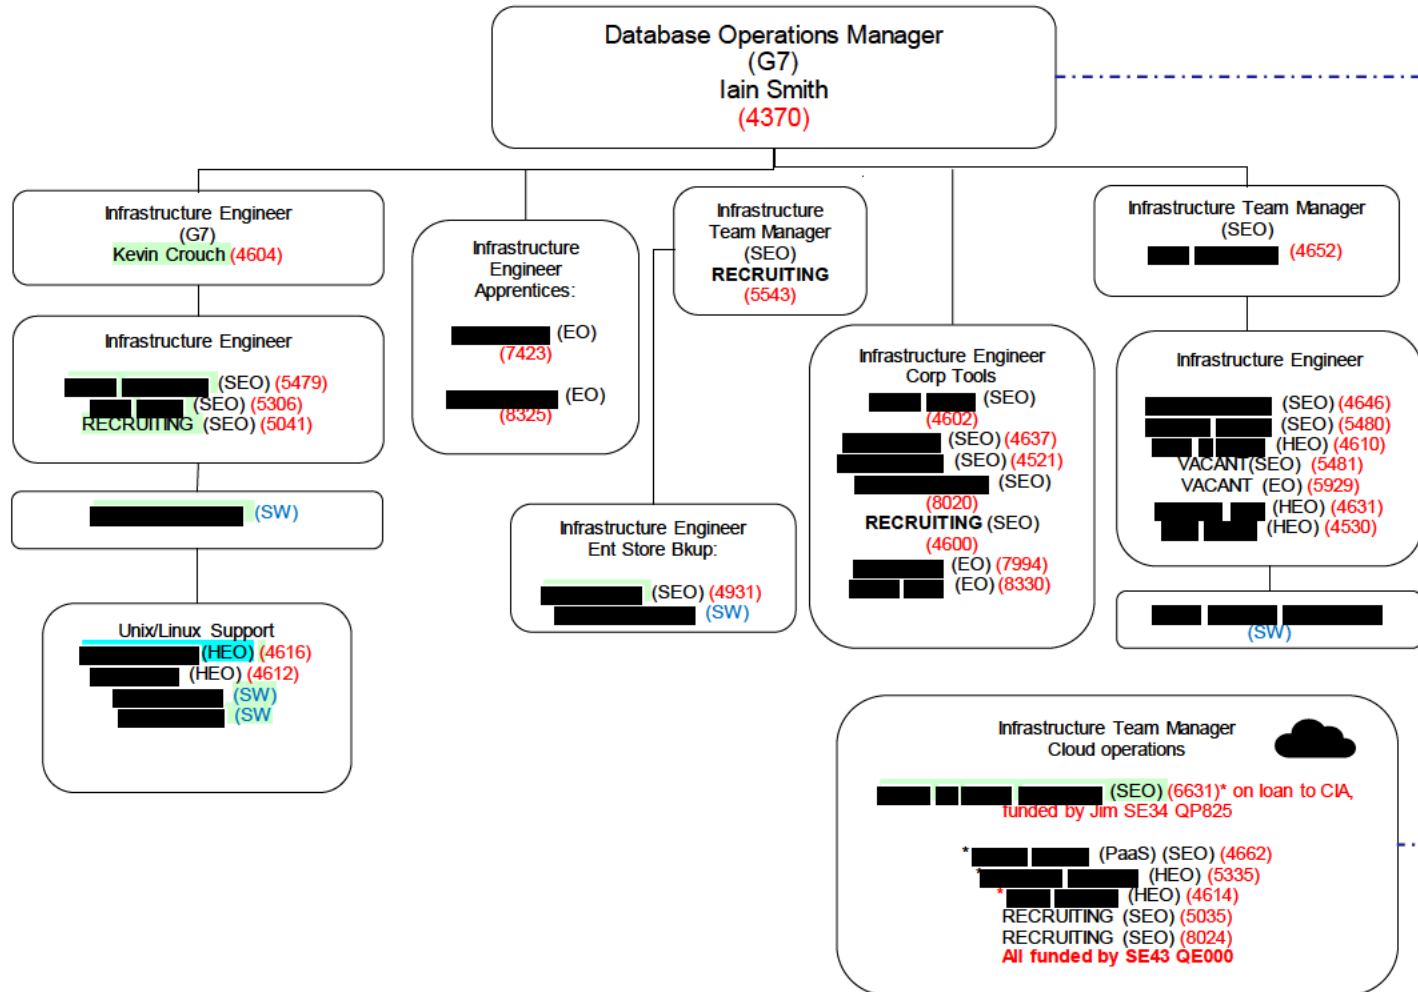 Database Operations Manager
(G7)
Iain Smith
(4370)
Infrastructure Engineer
(G7)
Kevin Crouch (4604)
Infrastructure Engineer
(SEO) (5479)
(SEO) (5306)
RECRUITING (SEO) (5041)
(SW)
Unix/Linux Support
(HEO) (4616)
(HEO) (4612)
(SW)
(SW
Infrastructure
Engineer
Apprentices:
(EO)
(7423)
(EO)
(8325)
Infrastructure
Team Manager
(SEO)
RECRUITING
(5543)
Infrastructure Engineer
Ent Store Bkup:
(SEO) (4931)
(SW)
Infrastructure Engineer
Corp Tools
(SEO)
(4602)
(SEO) (4637)
(SEO) (4521)
(SEO)
(8020)
RECRUITING (SEO)
(4600)
(EO) (7994)
(EO) (8330)
Infrastructure Team Manager
(SEO)
(4652)
Infrastructure Engineer
(SEO) (4646)
(SEO) (5480)
(HEO) (4610)
VACANT(SEO) (5481)
VACANT (EO) (5929)
(HEO) (4631)
(HEO) (4530)
(SW)
Infrastructure Team Manager
Cloud operations
(SEO) (6631)* on loan to CIA,
funded by Jim SE34 QP825
* (PaaS) (SEO) (4662)
* (HEO) (5335)
* (HEO) (4614)
RECRUITING (SEO) (5035)
RECRUITING (SEO) (8024)
All funded by SE43 QE000